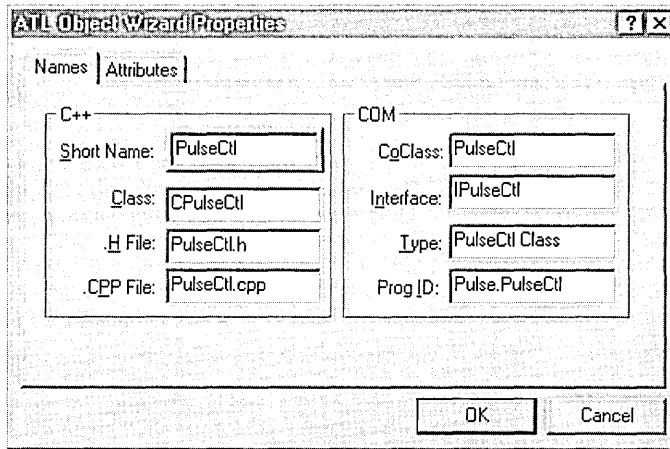 ATL Object Wizard Properties ? ×
Names Attributes
C++
Short Name: PulseCtl
Class: CPulseCtl
.H File: PulseCtl.h
.CPP File: PulseCtl.cpp
COM
CoClass: PulseCtl
Interface: IPulseCtl
Type: PulseCtl Class
Prog ID: Pulse.PulseCtl
OK Cancel